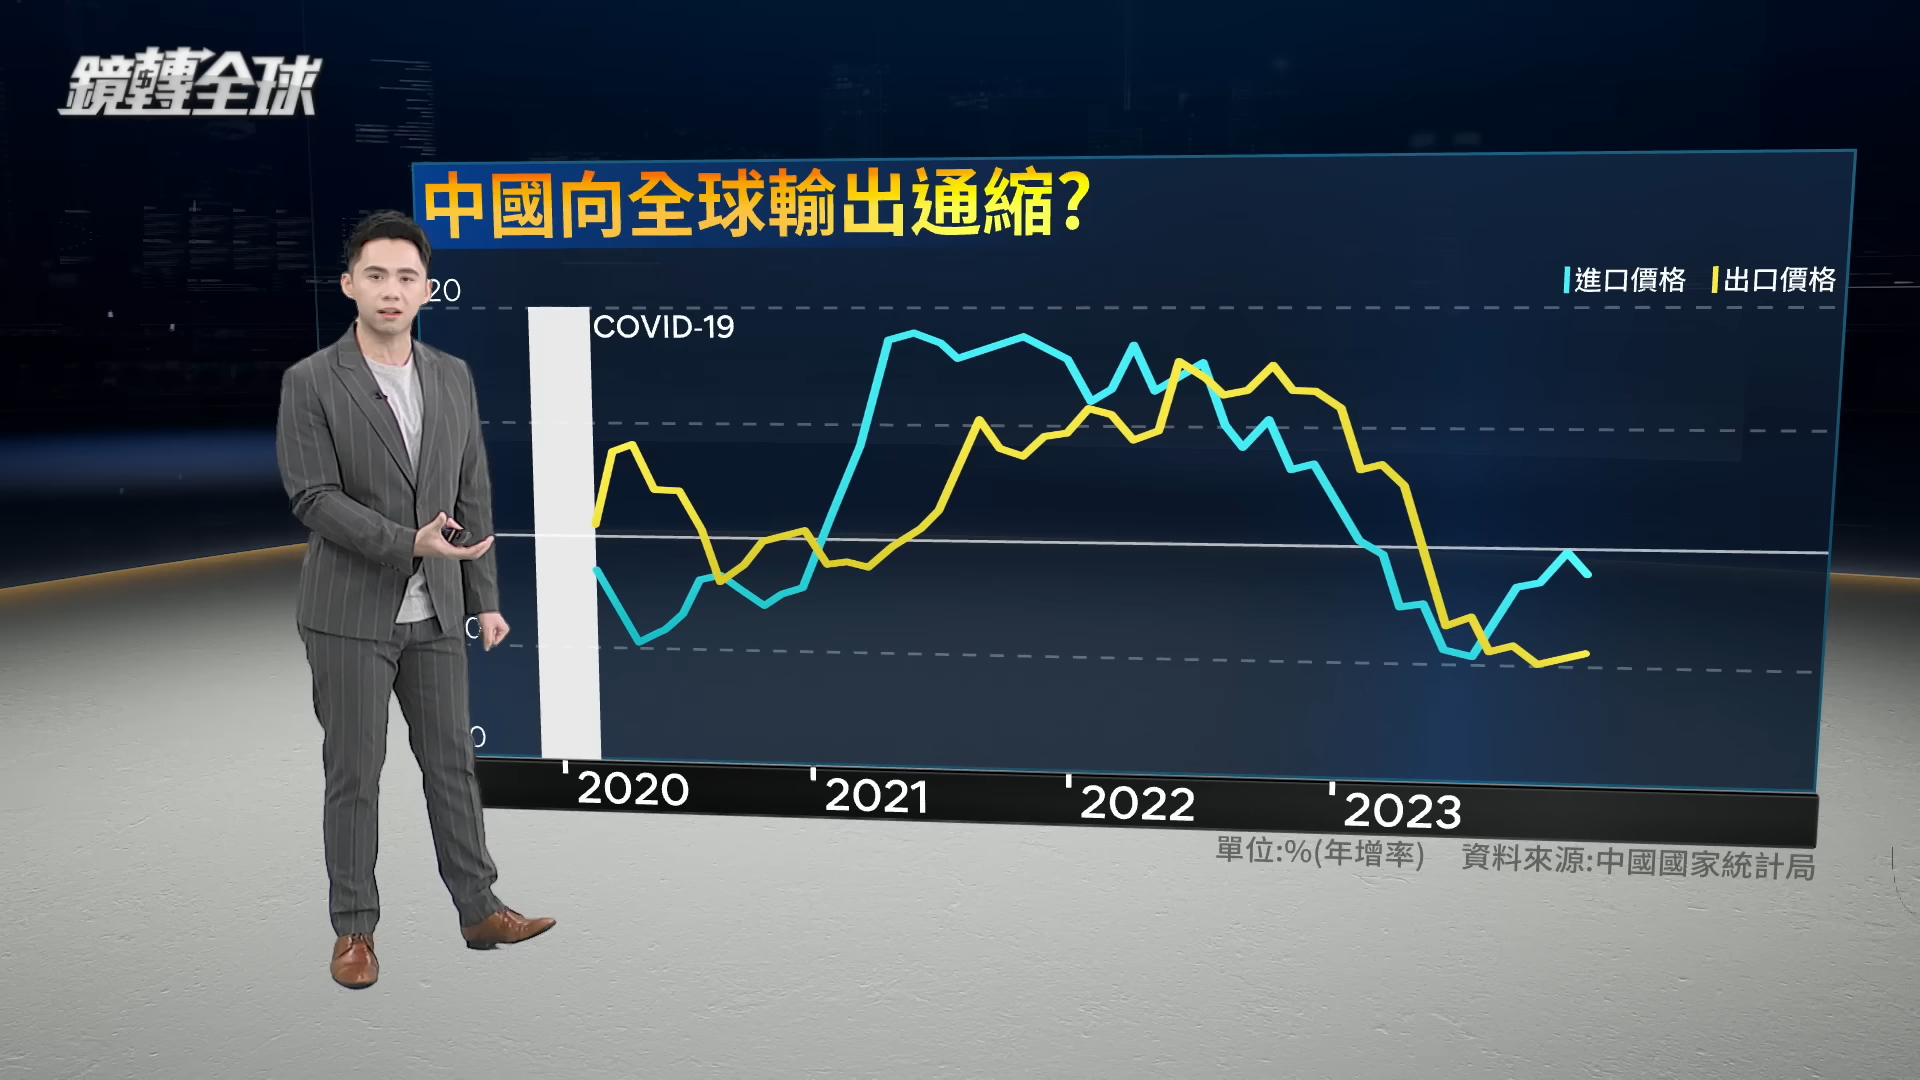 鏡轉全球
中國向全球輸出通縮?
進口價格 出口價格
20
COVID-19
0
0
2020 2021 2022 2023
單位:%(年增率) 資料來源:中國國家統計局